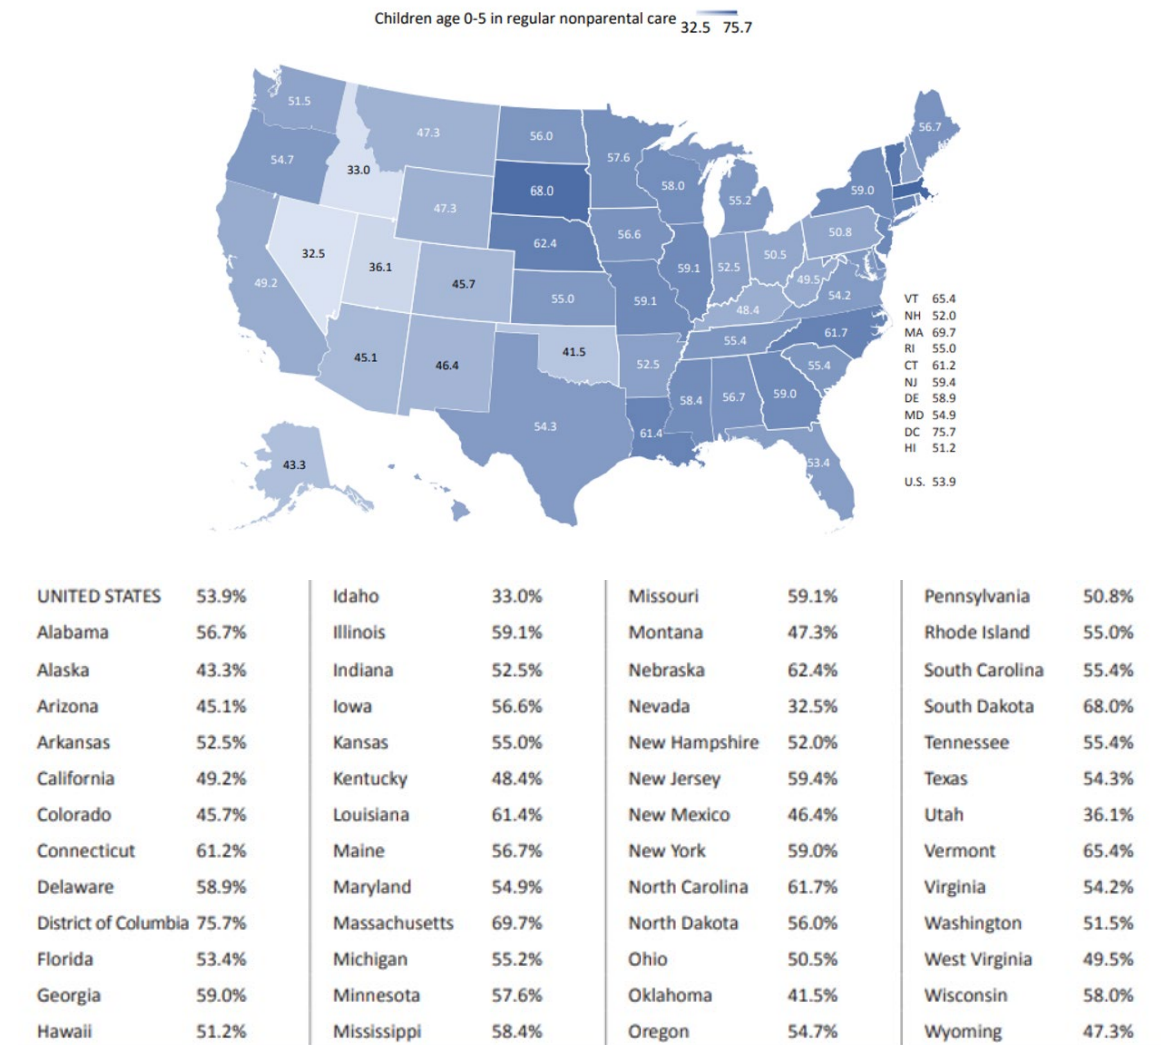 Children age 0-5 in regular nonparental care
32.5 75.7
51.5
47.3
56.0
57.6
56.7
54.7
33.0
68.0
58.0
55.2
59.0
47.3
56.6
50.8
32.5
36.1
62.4
59.1
52.5
50.5
49.5
49.2
45.7
55.0
59.1
48.4
54.2
45.1
46.4
41.5
52.5
55.4
61.7
55.4
58.4
56.7
59.0
54.3
61.4
53.4
43.3
VT 65.4
NH 52.0
MA 69.7
RI 55.0
CT 61.2
NJ 59.4
DE 58.9
MD 54.9
DC 75.7
HI 51.2
U.S. 53.9
UNITED STATES 53.9%
Alabama 56.7%
Alaska 43.3%
Arizona 45.1%
Arkansas 52.5%
California 49.2%
Colorado 45.7%
Connecticut 61.2%
Delaware 58.9%
District of Columbia 75.7%
Florida 53.4%
Georgia 59.0%
Hawaii 51.2%
Idaho 33.0%
Illinois 59.1%
Indiana 52.5%
Iowa 56.6%
Kansas 55.0%
Kentucky 48.4%
Louisiana 61.4%
Maine 56.7%
Maryland 54.9%
Massachusetts 69.7%
Michigan 55.2%
Minnesota 57.6%
Mississippi 58.4%
Missouri 59.1%
Montana 47.3%
Nebraska 62.4%
Nevada 32.5%
New Hampshire 52.0%
New Jersey 59.4%
New Mexico 46.4%
New York 59.0%
North Carolina 61.7%
North Dakota 56.0%
Ohio 50.5%
Oklahoma 41.5%
Oregon 54.7%
Pennsylvania 50.8%
Rhode Island 55.0%
South Carolina 55.4%
South Dakota 68.0%
Tennessee 55.4%
Texas 54.3%
Utah 36.1%
Vermont 65.4%
Virginia 54.2%
Washington 51.5%
West Virginia 49.5%
Wisconsin 58.0%
Wyoming 47.3%